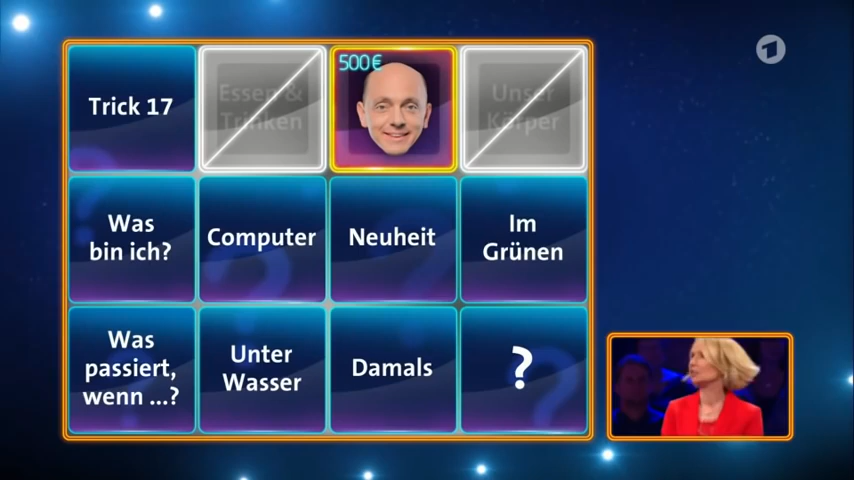 500€
Trick 17
Essen &
Trinken
Unser
Körper
Was
bin ich?
Computer
Neuheit
Im
Grünen
Was
passiert,
wenn ...?
Unter
Wasser
Damals
?
1